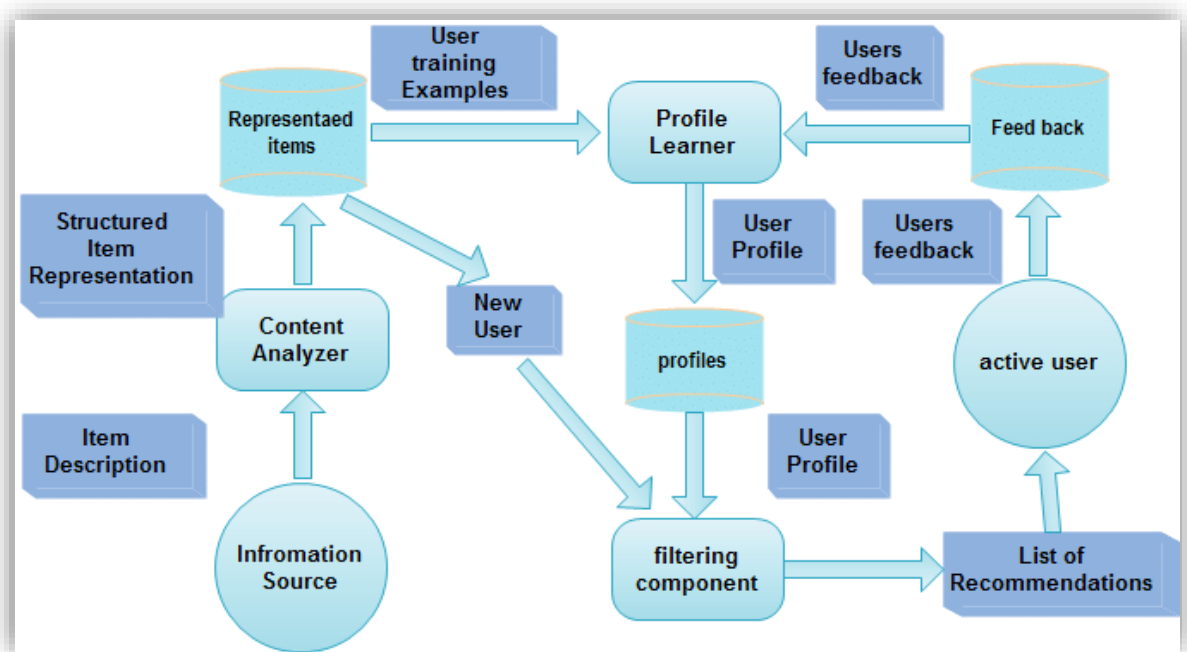 User
training
Examples
Users
feedback
Representaed
items
Profile
Learner
Feed back
Structured
Item
Representation
User
Profile
Users
feedback
New
User
Content
Analyzer
profiles
active user
Item
Description
User
Profile
Infromation
Source
filtering
component
List of
Recommendations